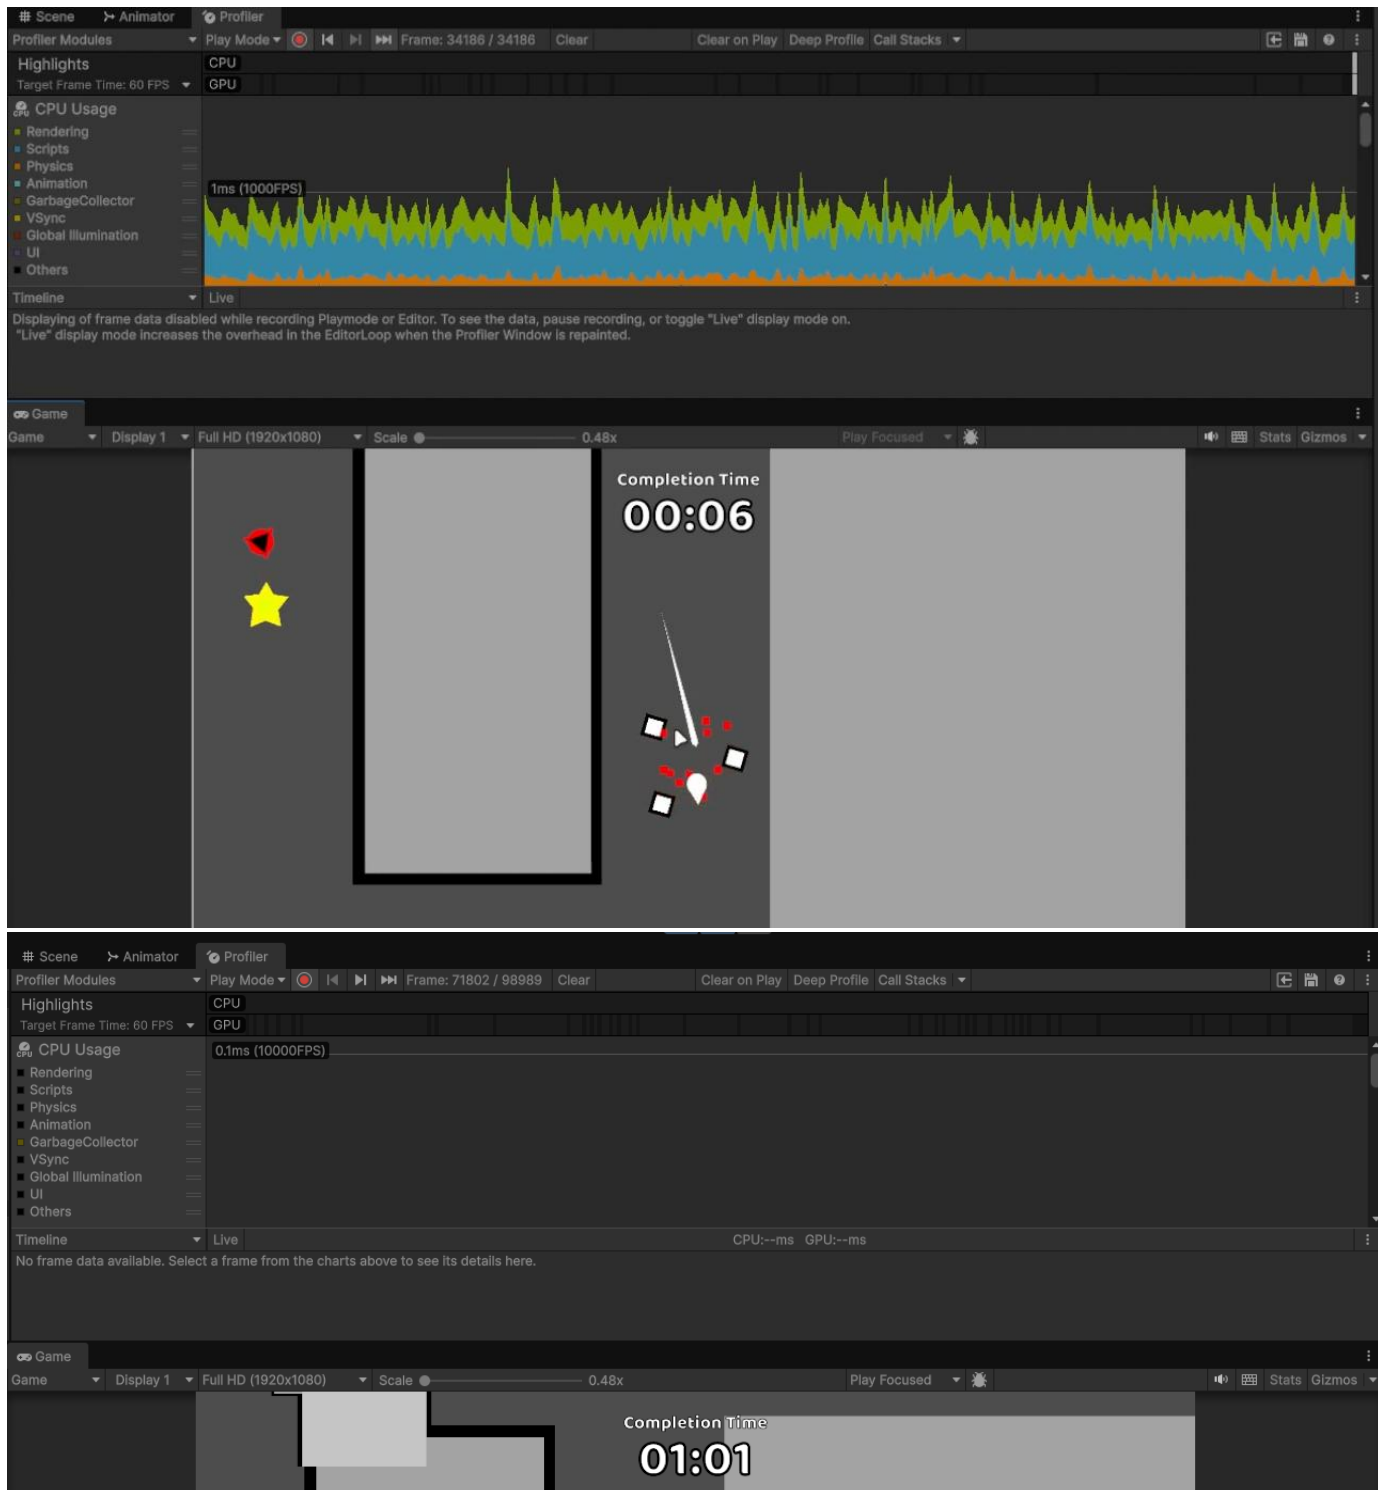 Scene Animator Profiler
Profiler Modules Play Mode Frame: 34186 / 34186 Clear Clear on Play Deep Profile Call Stacks
Highlights CPU
Target Frame Time: 60 FPS GPU
CPU Usage
Rendering
Scripts
Physics
Animation
1ms (1000FPS)
GarbageCollector
VSync
Global Illumination
UI
Others
Timeline Live
Displaying of frame data disabled while recording Playmode or Editor. To see the data, pause recording, or toggle "Live" display mode on.
"Live" display mode increases the overhead in the EditorLoop when the Profiler Window is repainted.
Game
Game Display 1 Full HD (1920x1080) Scale 0.48x Play Focused Stats Gizmos
Completion Time
00:06
Scene Animator Profiler
Profiler Modules Play Mode Frame: 71802 / 98989 Clear Clear on Play Deep Profile Call Stacks
Highlights CPU
Target Frame Time: 60 FPS GPU
CPU Usage 0.1ms (10000FPS)
Rendering
Scripts
Physics
Animation
GarbageCollector
VSync
Global Illumination
UI
Others
Timeline Live CPU:--ms GPU:--ms
No frame data available. Select a frame from the charts above to see its details here.
Game
Game Display 1 Full HD (1920x1080) Scale 0.48x Play Focused Stats Gizmos
Completion Time
01:01